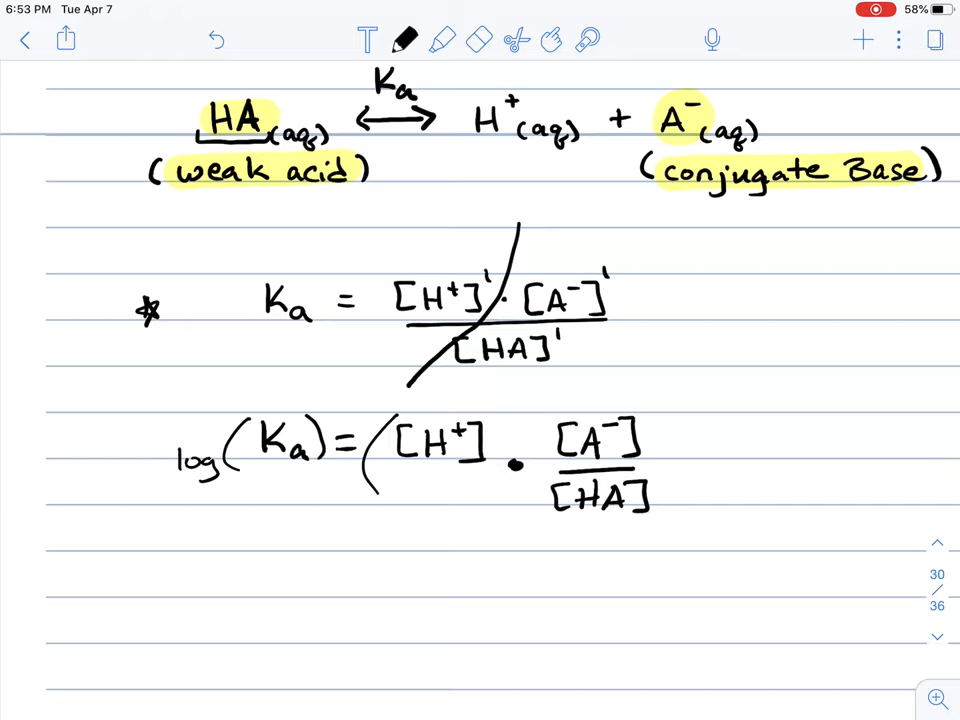 6:53 PM Tue Apr 7 58%
Ka
HA(aq) ⟷ H⁺(aq) + A⁻(aq)
(weak acid) (conjugate Base)
* Ka = [H⁺]¹ · [A⁻]¹
[HA]¹
log(Ka) = ([H⁺] · [A⁻]
[HA]
30
/
36